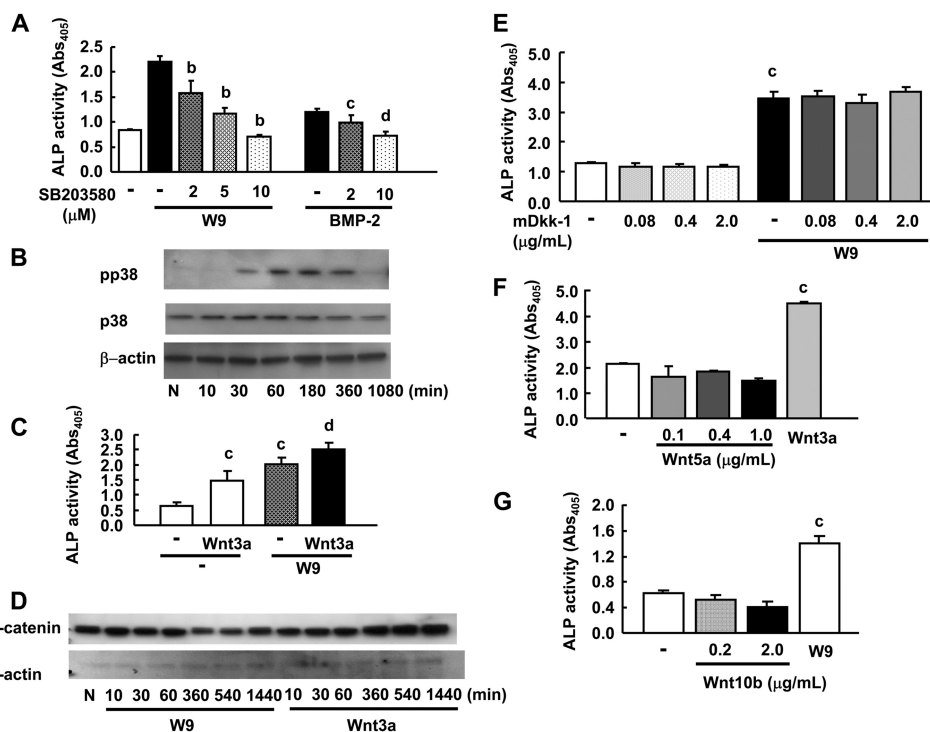 A
ALP activity (Abs405)
2.5
2.0
1.5
1.0
0.5
0.0
b
b
b
c
d
SB203580
(μM)
- - 2 5 10 - 2 10
W9 BMP-2
B
pp38
p38
β-actin
N 10 30 60 180 360 1080 (min)
C
ALP activity (Abs405)
3.0
2.5
2.0
1.5
1.0
0.5
0.0
c
c
d
- Wnt3a - Wnt3a
- W9
D
-catenin
-actin
N 10 30 60 360 540 1440 10 30 60 360 540 1440 (min)
W9 Wnt3a
E
ALP activity (Abs405)
5.0
4.0
3.0
2.0
1.0
0.0
c
mDkk-1
(μg/mL)
- 0.08 0.4 2.0 - 0.08 0.4 2.0
W9
F
ALP activity (Abs405)
5.0
4.0
3.0
2.0
1.0
0.0
c
- 0.1 0.4 1.0 Wnt3a
Wnt5a (μg/mL)
G
ALP activity (Abs405)
1.6
1.2
0.8
0.4
0.0
c
- 0.2 2.0 W9
Wnt10b (μg/mL)